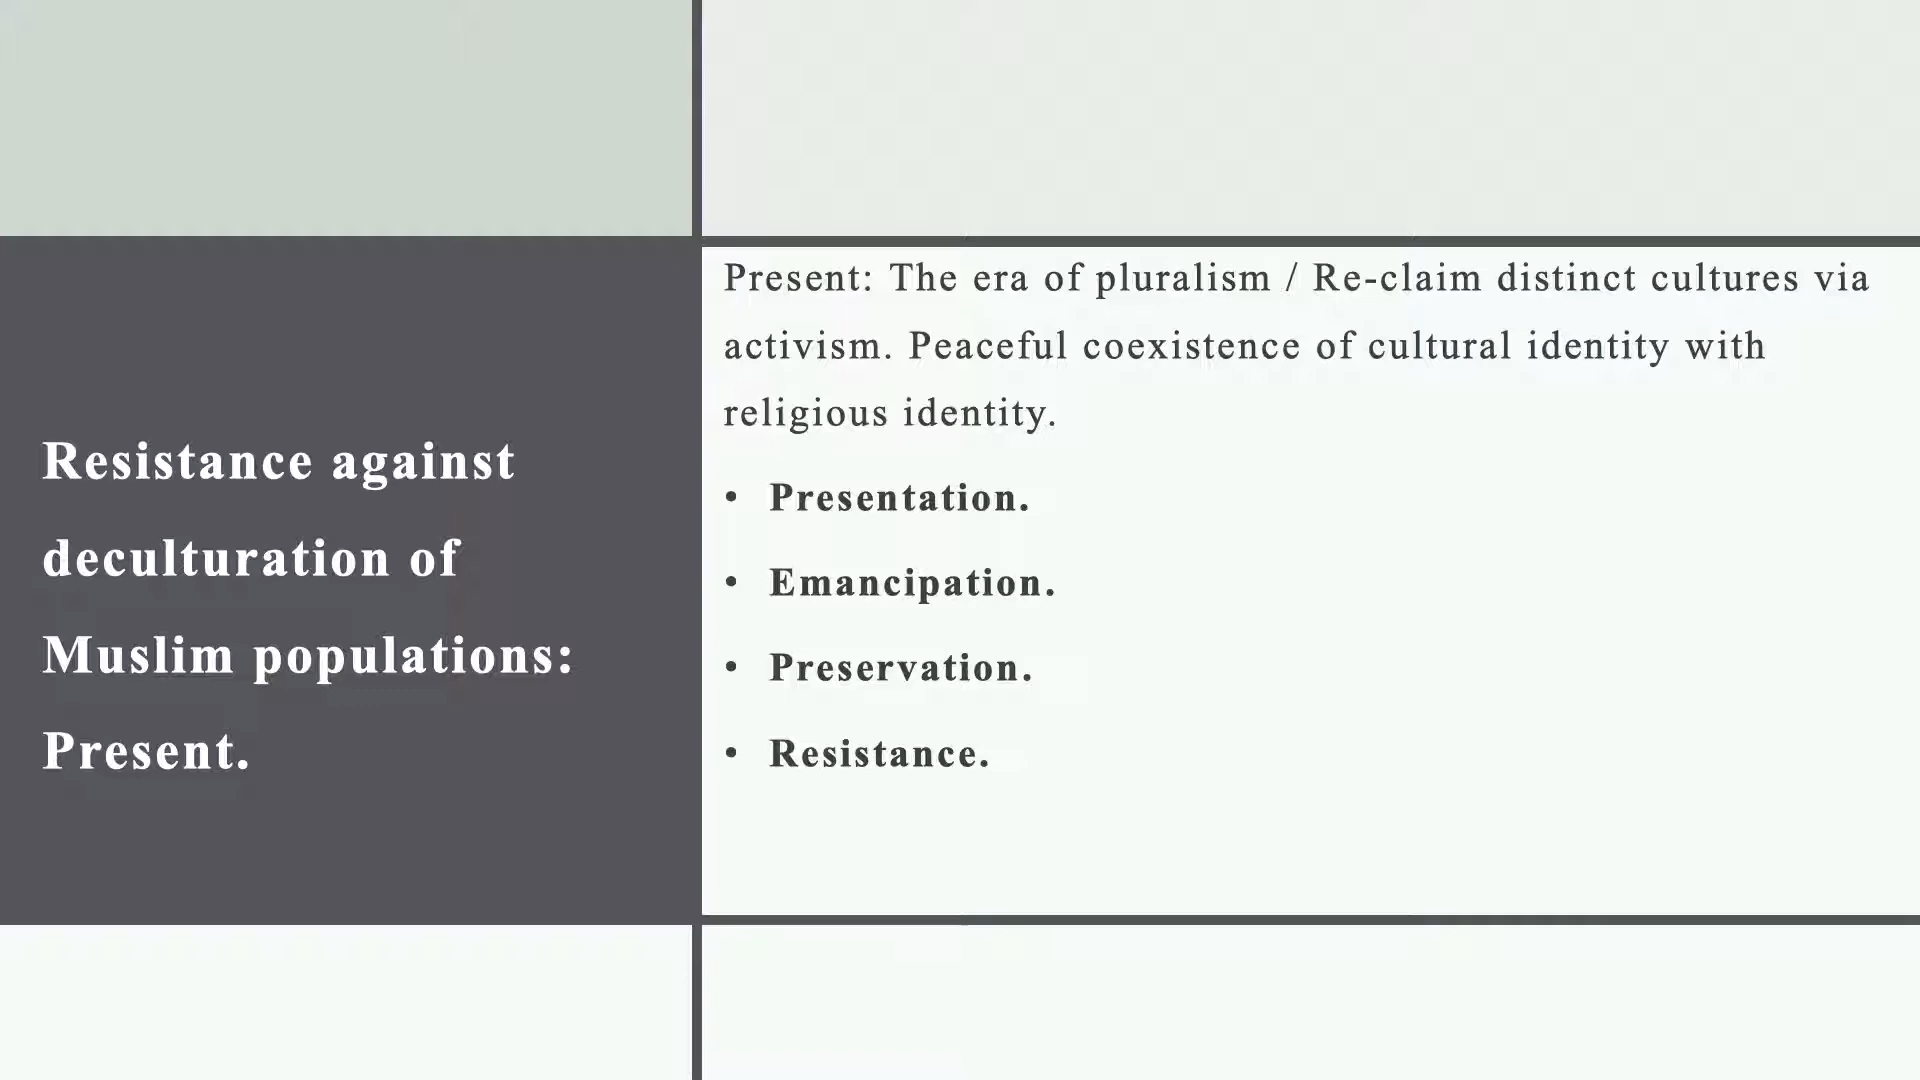 Resistance against
deculturation of
Muslim populations:
Present.
Present: The era of pluralism / Re-claim distinct cultures via
activism. Peaceful coexistence of cultural identity with
religious identity.
• Presentation.
• Emancipation.
• Preservation.
• Resistance.